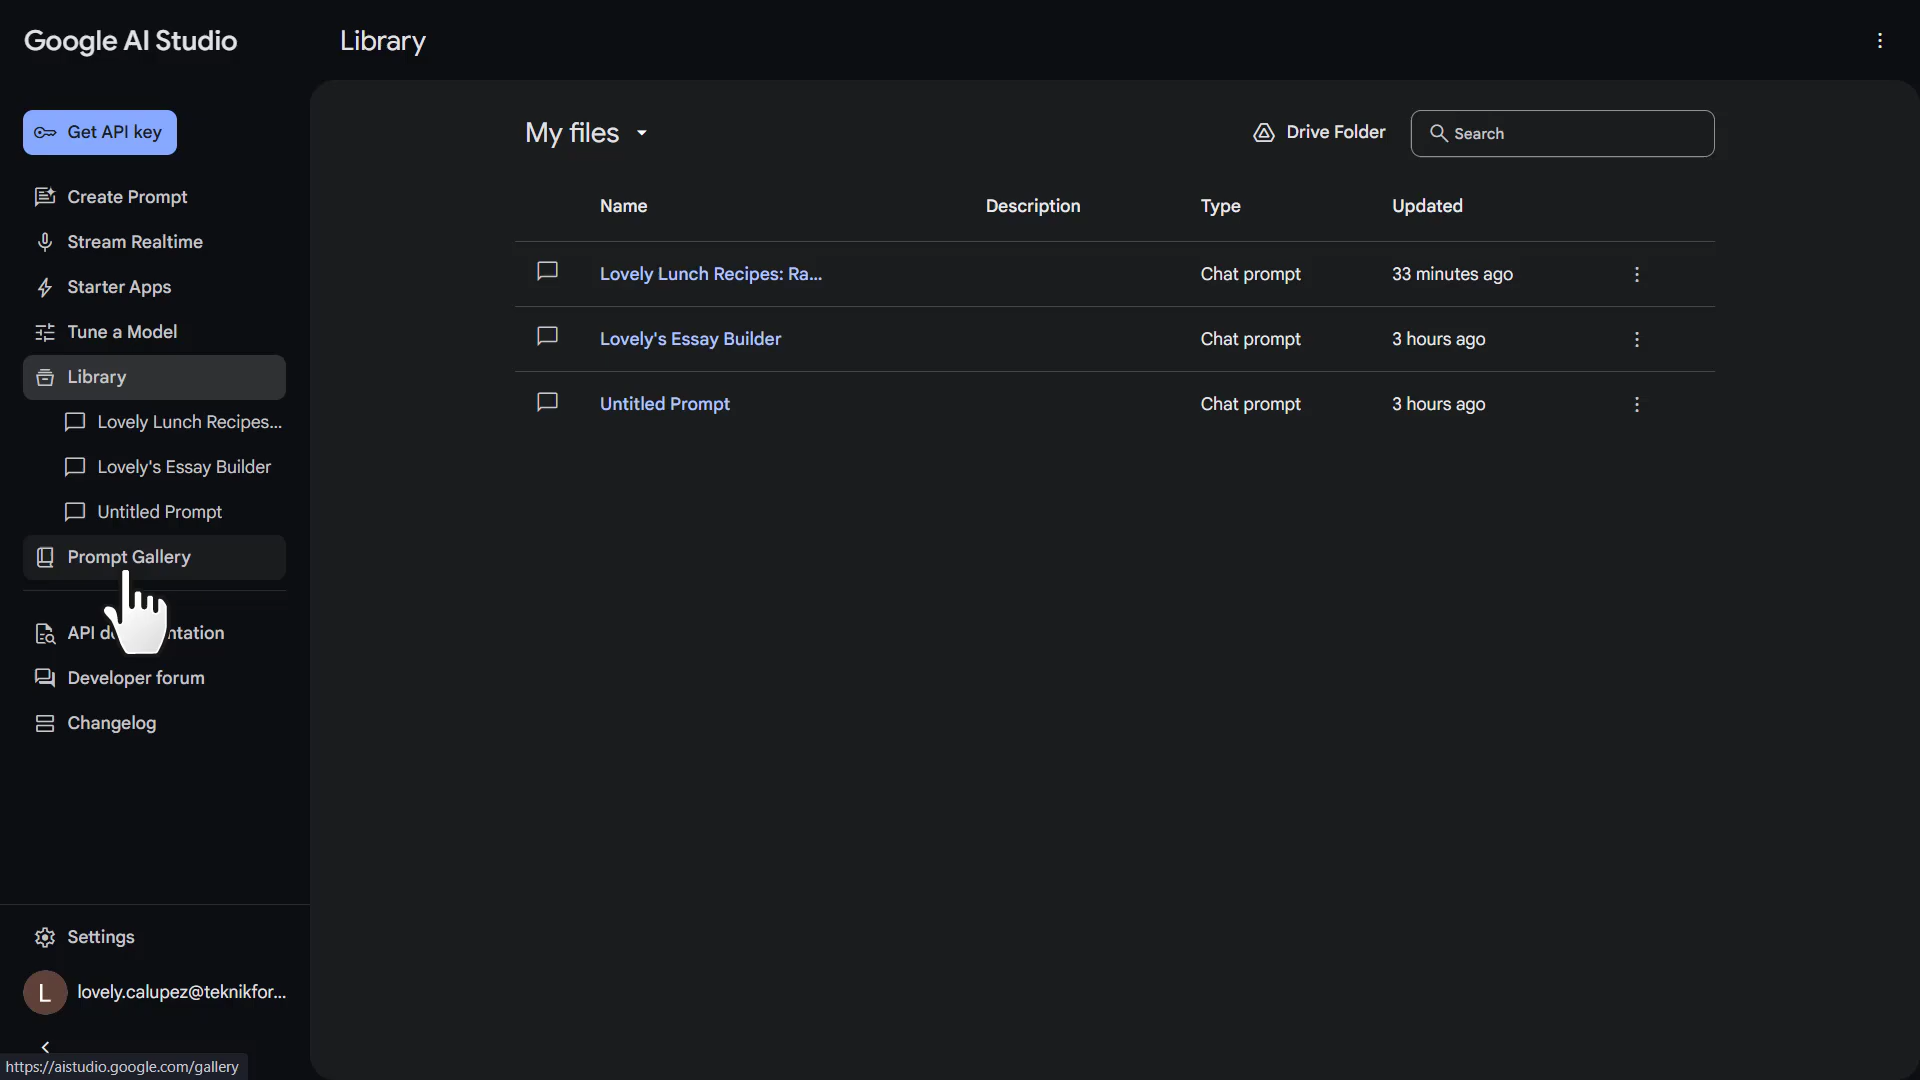 Google AI Studio
Library
Get API key
Create Prompt
Stream Realtime
Starter Apps
Tune a Model
Library
Lovely Lunch Recipes...
Lovely's Essay Builder
Untitled Prompt
Prompt Gallery
API
Developer forum
Changelog
Settings
L
lovely.calupez@teknikfor...
https://aistudio.google.com/gallery
My files
Drive Folder
Search
Name Description Type Updated
Lovely Lunch Recipes: Ra... Chat prompt 33 minutes ago
Lovely's Essay Builder Chat prompt 3 hours ago
Untitled Prompt Chat prompt 3 hours ago